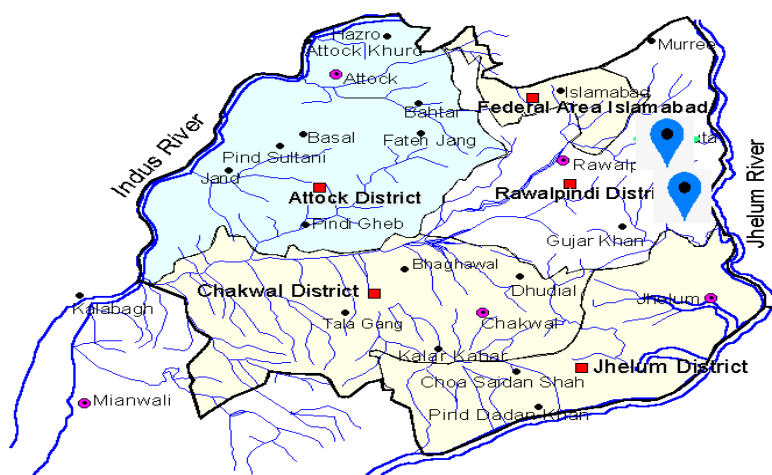 Hazro
Attock Khurd
Murree
Attock
Islamabad
Federal Area Islamabad
Bahtar
Basal
Fateh Jang
Pind Sultani
Indus River
Jand
Attock District
Rawalpindi Distri
Jhelum River
Pindi Gheb
Gujar Khan
Bhaghawal
Dhudial
Chakwal District
Jhelum
Kalabagh
Tala Gang
Chakwal
Kalar Kahar
Jhelum District
Choa Saidan Shah
Mianwali
Pind Dadan Khan